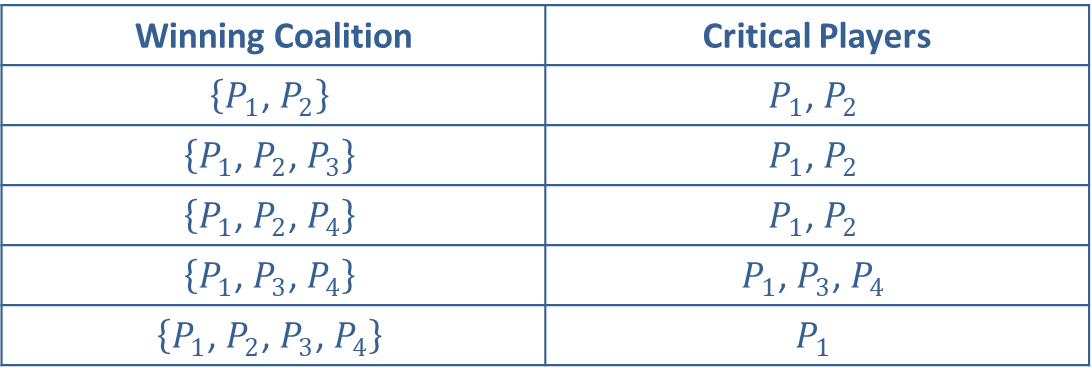 Winning Coalition Critical Players
{P₁, P₂} P₁, P₂
{P₁, P₂, P₃} P₁, P₂
{P₁, P₂, P₄} P₁, P₂
{P₁, P₃, P₄} P₁, P₃, P₄
{P₁, P₂, P₃, P₄} P₁